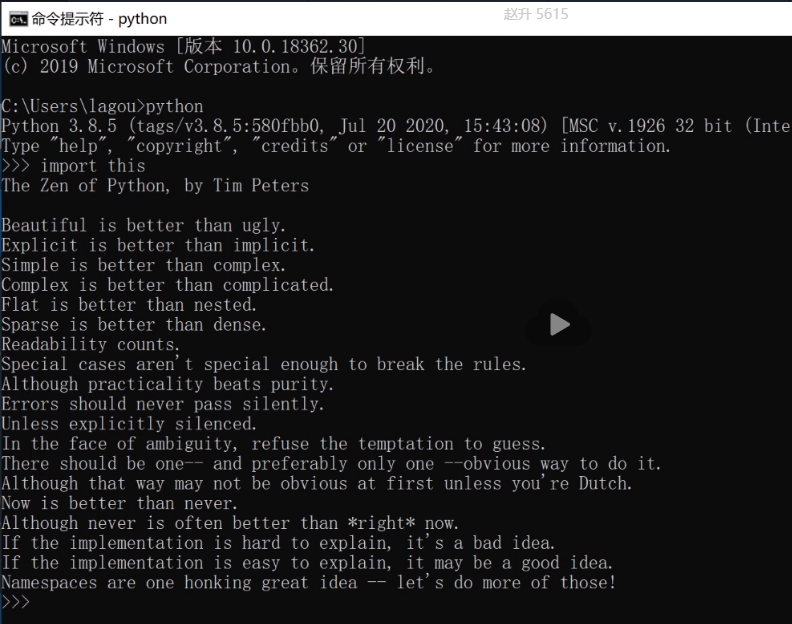 命令提示符 - python
赵升 5615
Microsoft Windows [版本 10.0.18362.30]
(c) 2019 Microsoft Corporation。保留所有权利。
C:\Users\lagou>python
Python 3.8.5 (tags/v3.8.5:580fbb0, Jul 20 2020, 15:43:08) [MSC v.1926 32 bit (Inte
Type "help", "copyright", "credits" or "license" for more information.
>>> import this
The Zen of Python, by Tim Peters
Beautiful is better than ugly.
Explicit is better than implicit.
Simple is better than complex.
Complex is better than complicated.
Flat is better than nested.
Sparse is better than dense.
Readability counts.
Special cases aren't special enough to break the rules.
Although practicality beats purity.
Errors should never pass silently.
Unless explicitly silenced.
In the face of ambiguity, refuse the temptation to guess.
There should be one-- and preferably only one --obvious way to do it.
Although that way may not be obvious at first unless you're Dutch.
Now is better than never.
Although never is often better than *right* now.
If the implementation is hard to explain, it's a bad idea.
If the implementation is easy to explain, it may be a good idea.
Namespaces are one honking great idea -- let's do more of those!
>>>